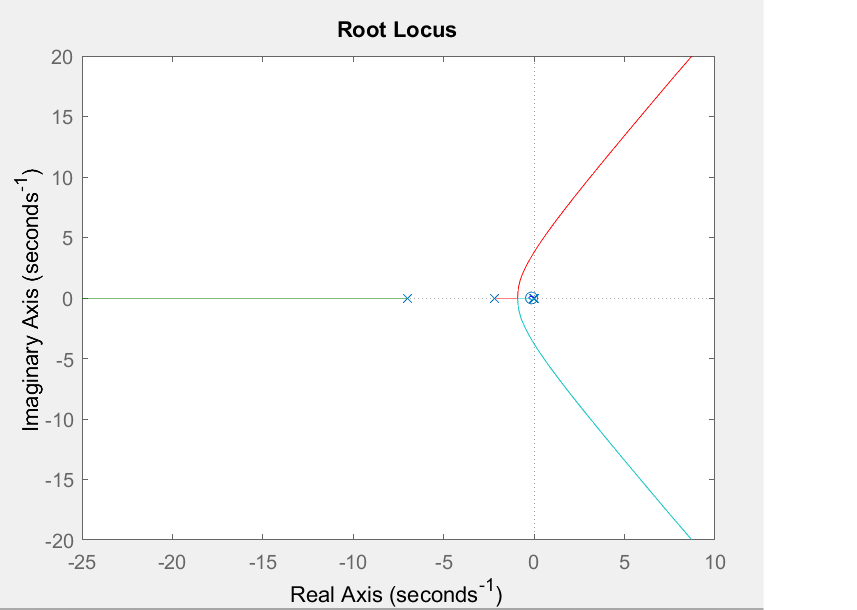 Root Locus
20
15
10
5
0
-5
-10
-15
-20
Imaginary Axis (seconds⁻¹)
-25 -20 -15 -10 -5 0 5 10
Real Axis (seconds⁻¹)